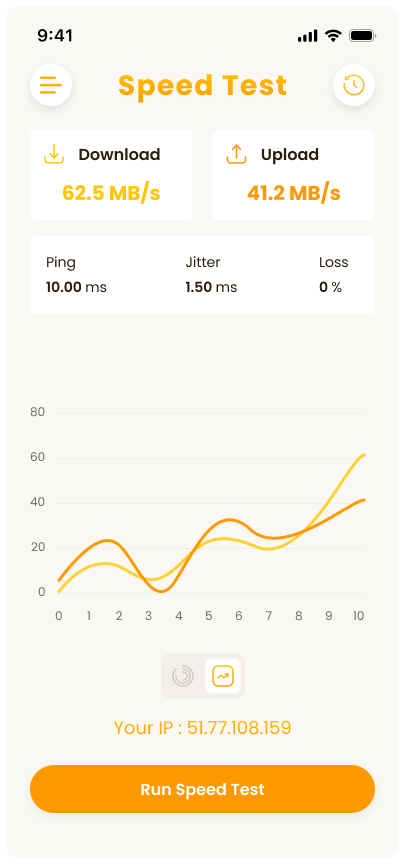 9:41
Speed Test
Download
62.5 MB/s
Upload
41.2 MB/s
Ping Jitter Loss
10.00 ms 1.50 ms 0 %
80
60
40
20
0
0 1 2 3 4 5 6 7 8 9 10
Your IP : 51.77.108.159
Run Speed Test